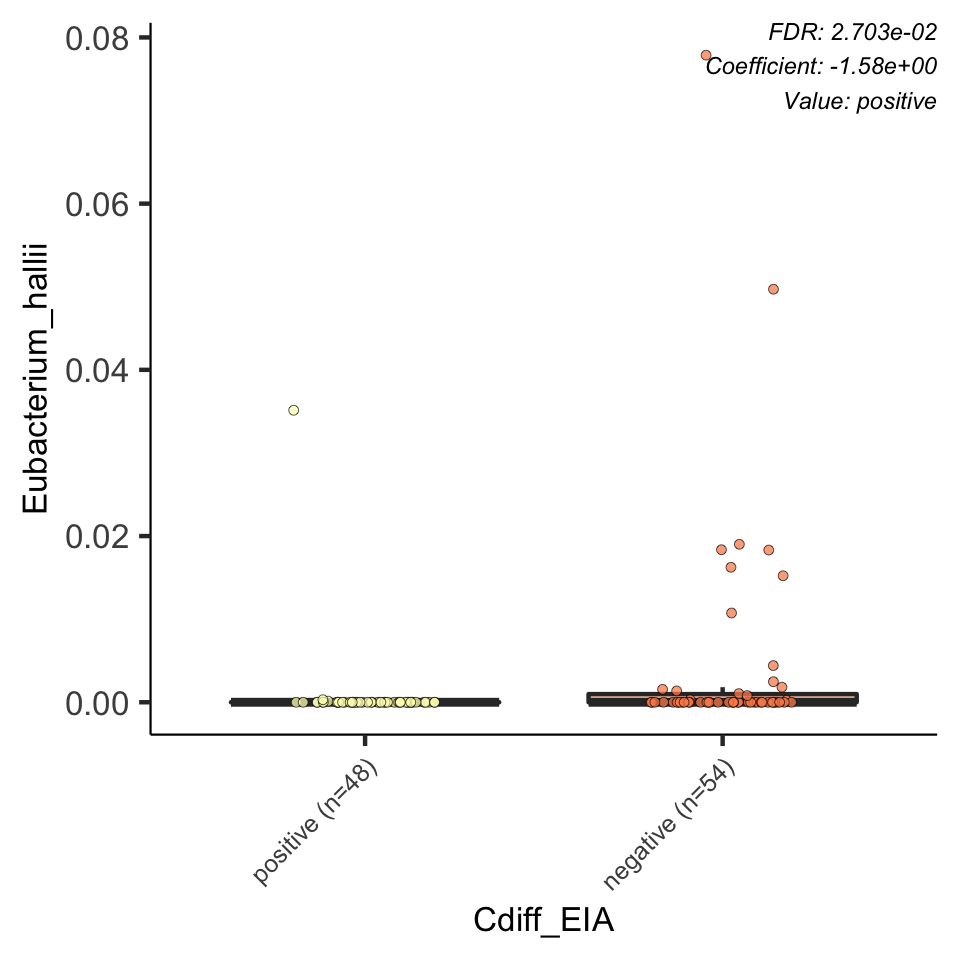 FDR: 2.703e-02
Coefficient: -1.58e+00
Value: positive
0.08
0.06
0.04
0.02
0.00
Eubacterium_hallii
positive (n=48)
negative (n=54)
Cdiff_EIA